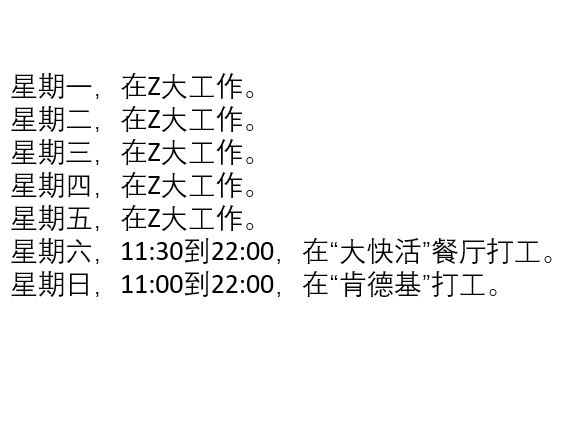 星期一，在Z大工作。
星期二，在Z大工作。
星期三，在Z大工作。
星期四，在Z大工作。
星期五，在Z大工作。
星期六，11:30到22:00，在“大快活”餐厅打工。
星期日，11:00到22:00，在“肯德基”打工。